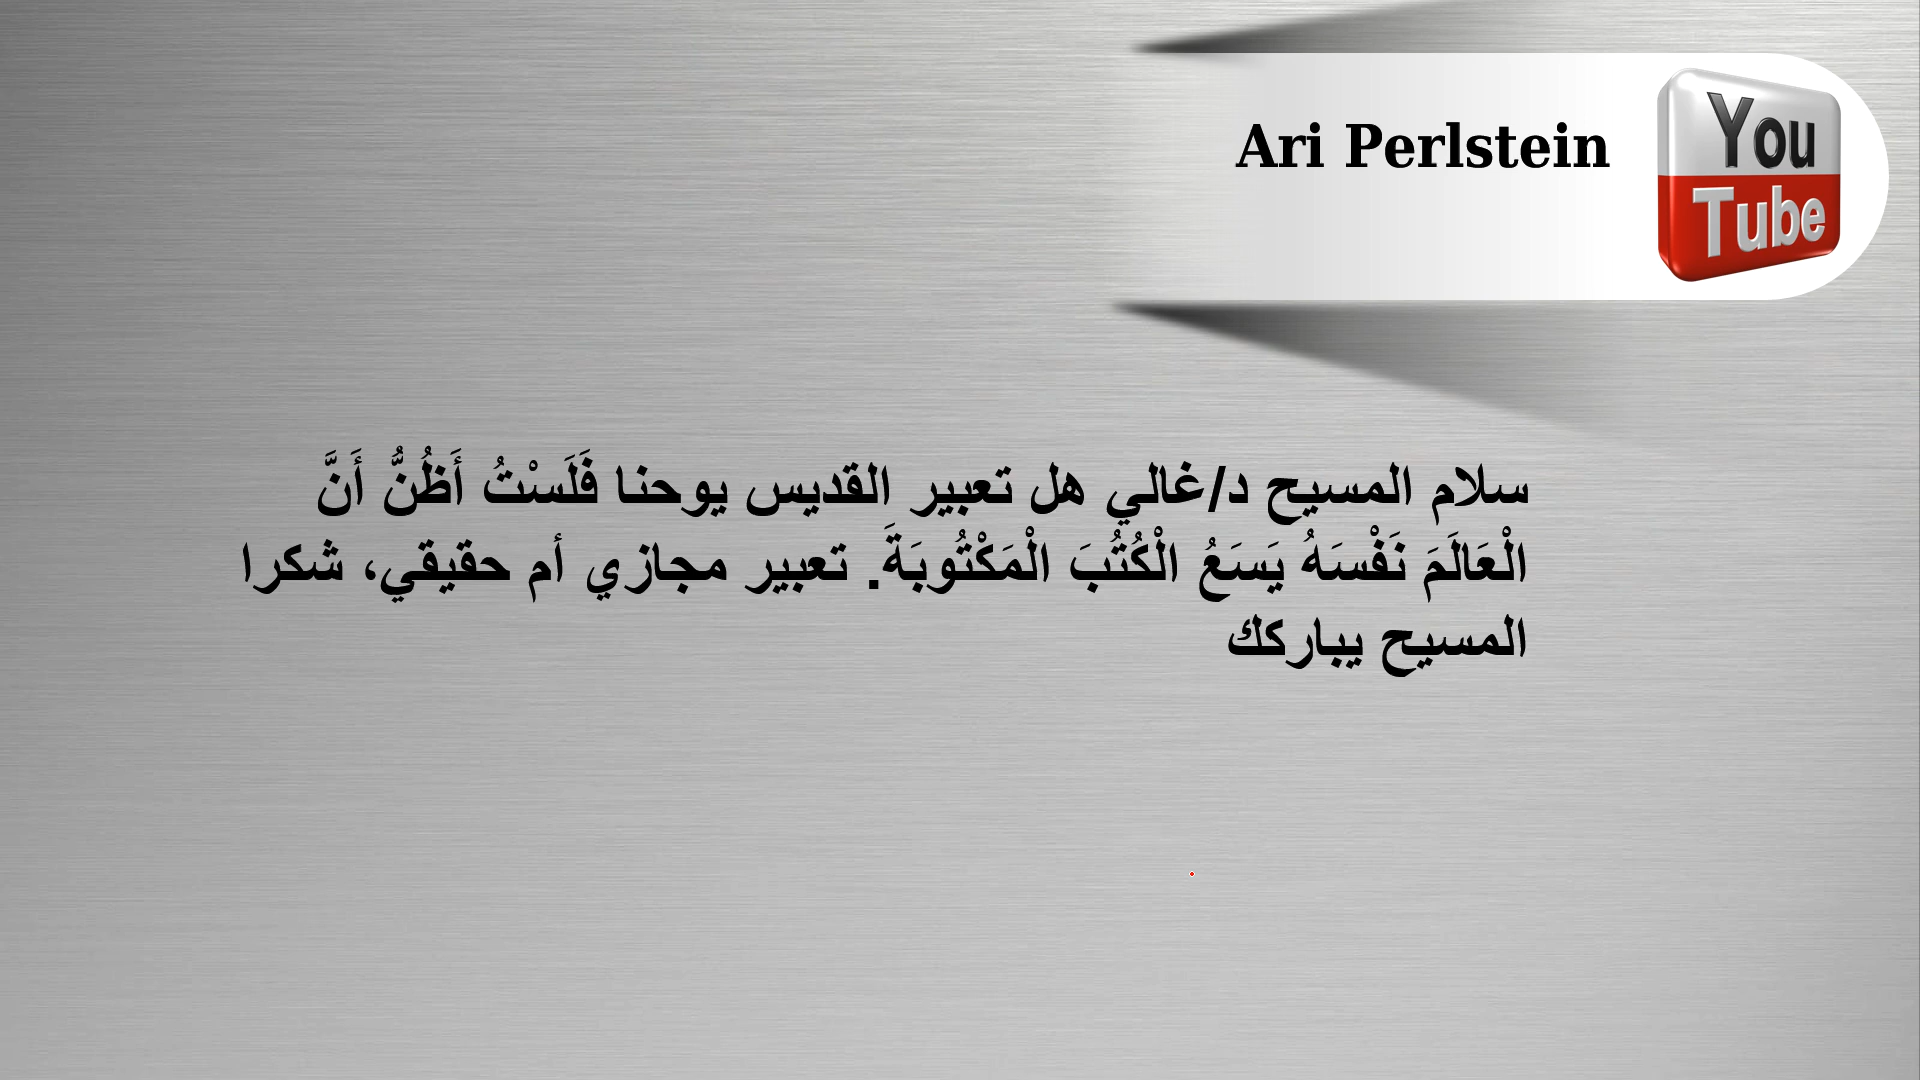 Ari Perlstein
You
Tube
سلام المسيح د/غالي هل تعبير القديس يوحنا فَلَسْتُ أَظُنُّ أَنَّ
الْعَالَمَ نَفْسَهُ يَسَعُ الْكُتُبَ الْمَكْتُوبَةَ. تعبير مجازي أم حقيقي، شكرا
المسيح يباركك